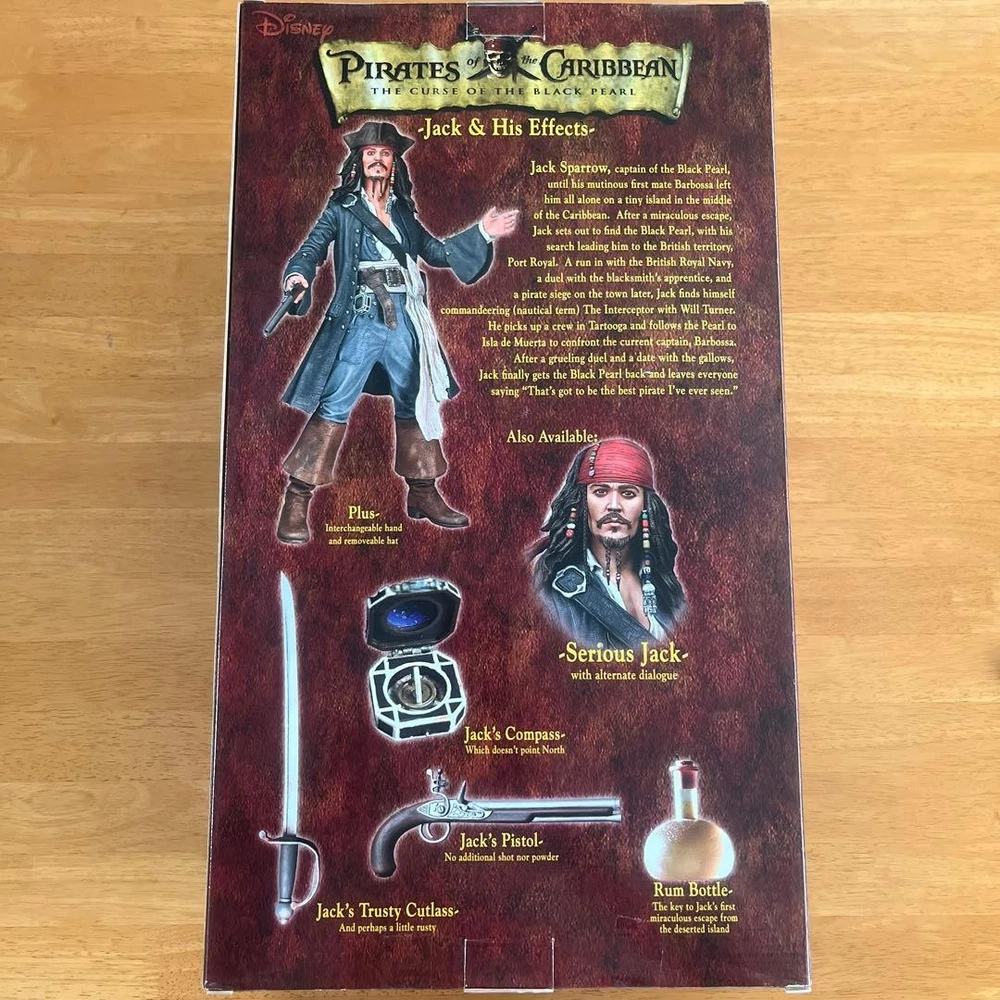 Disney
Pirates of the Caribbean
The Curse of the Black Pearl
-Jack & His Effects-
Jack Sparrow, captain of the Black Pearl,
until his mutinous first mate Barbossa left
him all alone on a tiny island in the middle
of the Caribbean. After a miraculous escape,
Jack sets out to find the Black Pearl, with his
search leading him to the British territory,
Port Royal. A run in with the British Royal Navy,
a duel with the blacksmith's apprentice, and
a pirate siege on the town later, Jack finds himself
commandeering (nautical term) The Interceptor with Will Turner.
He picks up a crew in Tartooga and follows the Pearl to
Isla de Muerta to confront the current captain, Barbossa.
After a grueling duel and a date with the gallows,
Jack finally gets the Black Pearl back and leaves everyone
saying "That's got to be the best pirate I've ever seen."
Also Available:
Plus-
Interchangeable hand
and removeable hat
-Serious Jack-
with alternate dialogue
Jack's Compass-
Which doesn't point North
Jack's Pistol-
No additional shot nor powder
Rum Bottle-
The key to Jack's first
miraculous escape from
the deserted island
Jack's Trusty Cutlass-
And perhaps a little rusty